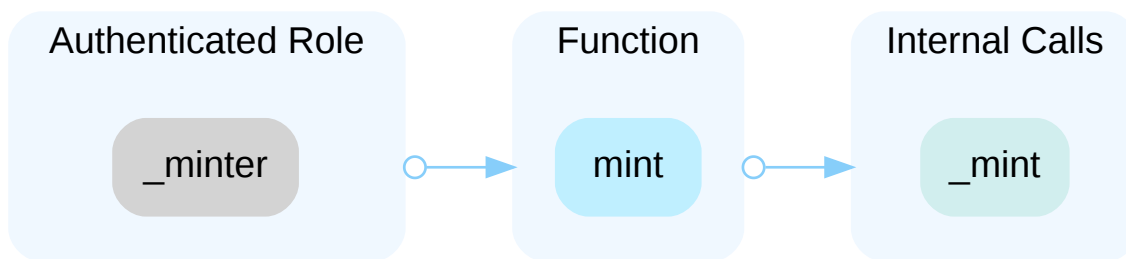 Authenticated Role
Function
Internal Calls
_minter
mint
_mint